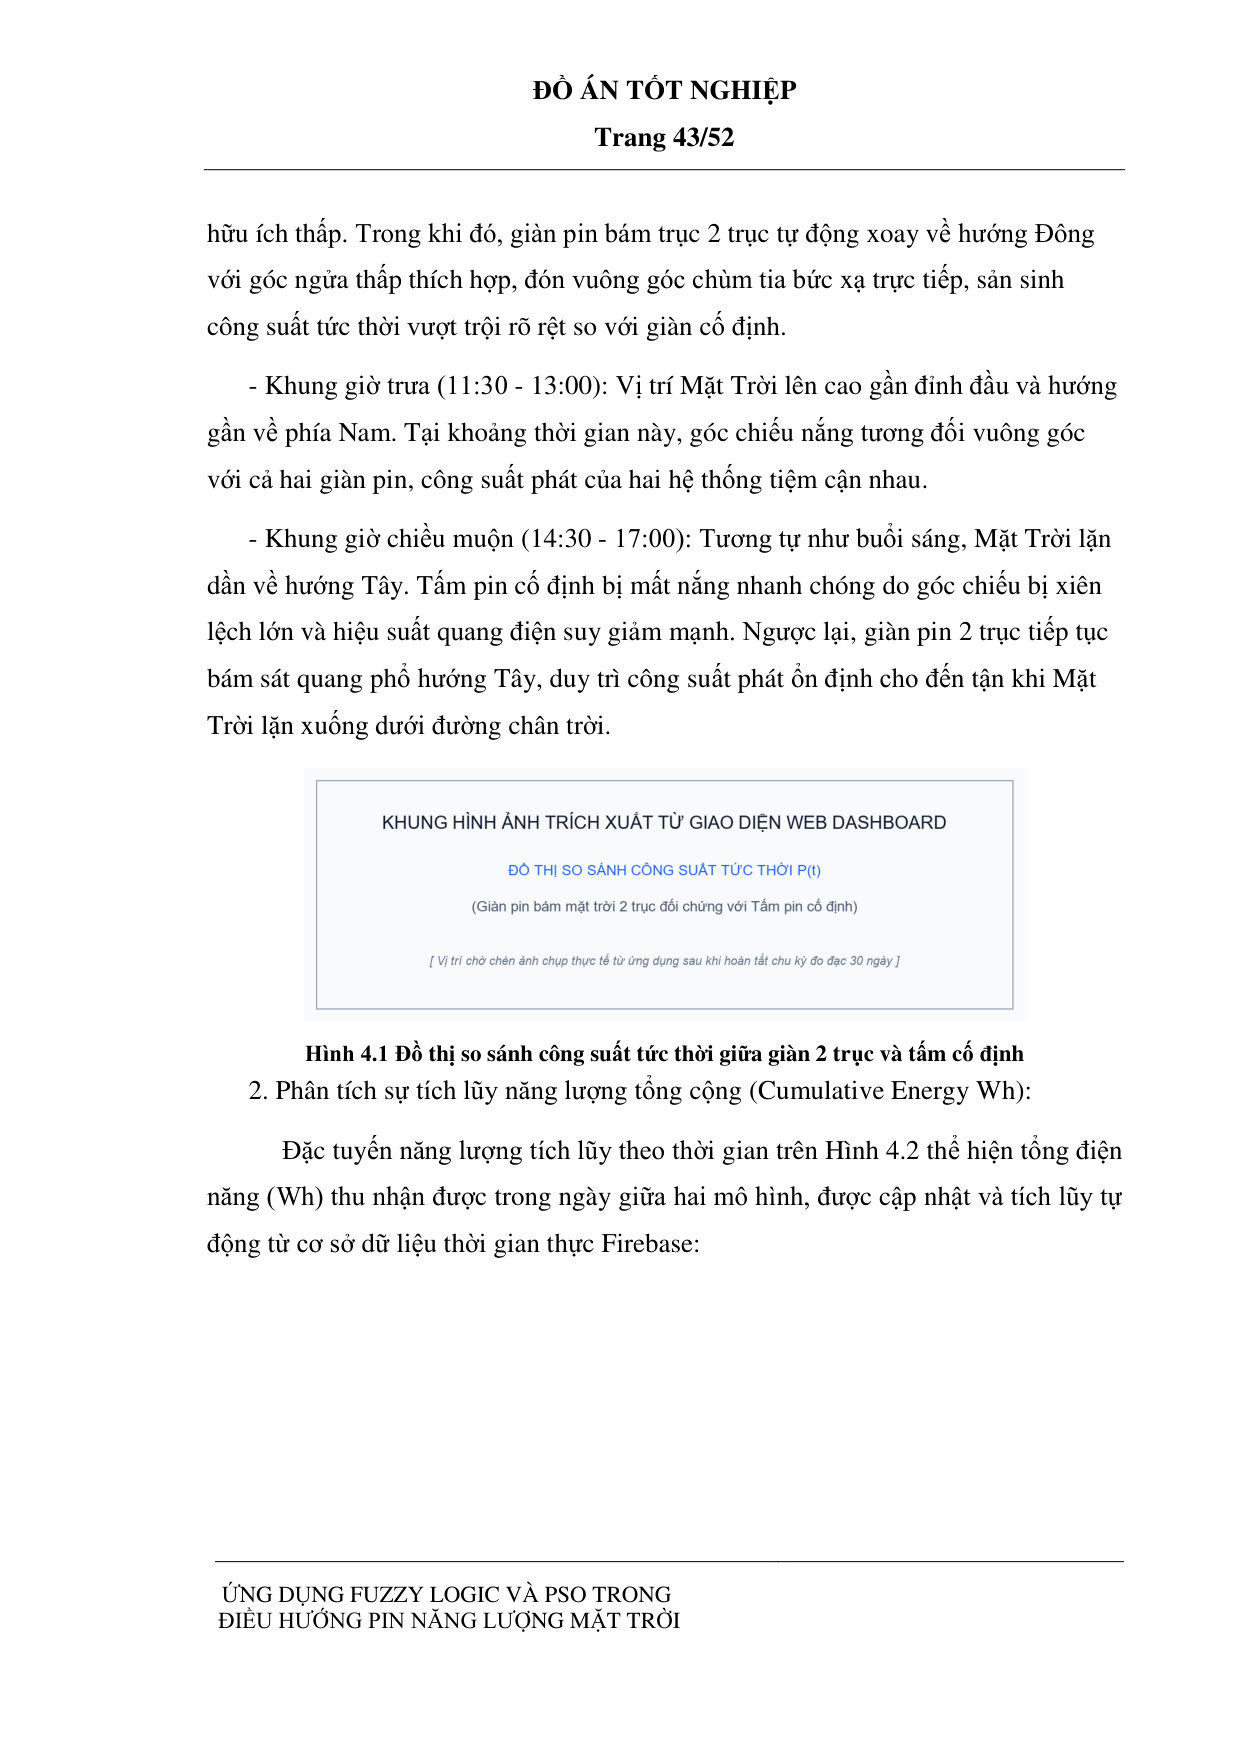 ĐỒ ÁN TỐT NGHIỆP
Trang 43/52
hữu ích thấp. Trong khi đó, giàn pin bám trục 2 trục tự động xoay về hướng Đông
với góc ngửa thấp thích hợp, đón vuông góc chùm tia bức xạ trực tiếp, sản sinh
công suất tức thời vượt trội rõ rệt so với giàn cố định.
- Khung giờ trưa (11:30 - 13:00): Vị trí Mặt Trời lên cao gần đỉnh đầu và hướng
gần về phía Nam. Tại khoảng thời gian này, góc chiếu nắng tương đối vuông góc
với cả hai giàn pin, công suất phát của hai hệ thống tiệm cận nhau.
- Khung giờ chiều muộn (14:30 - 17:00): Tương tự như buổi sáng, Mặt Trời lặn
dần về hướng Tây. Tấm pin cố định bị mất nắng nhanh chóng do góc chiếu bị xiên
lệch lớn và hiệu suất quang điện suy giảm mạnh. Ngược lại, giàn pin 2 trục tiếp tục
bám sát quang phổ hướng Tây, duy trì công suất phát ổn định cho đến tận khi Mặt
Trời lặn xuống dưới đường chân trời.
KHUNG HÌNH ẢNH TRÍCH XUẤT TỪ GIAO DIỆN WEB DASHBOARD
ĐỒ THỊ SO SÁNH CÔNG SUẤT TỨC THỜI P(t)
(Giàn pin bám mặt trời 2 trục đối chứng với Tấm pin cố định)
[ Vị trí chờ chèn ảnh chụp thực tế từ ứng dụng sau khi hoàn tất chu kỳ đo đạc 30 ngày ]
Hình 4.1 Đồ thị so sánh công suất tức thời giữa giàn 2 trục và tấm cố định
2. Phân tích sự tích lũy năng lượng tổng cộng (Cumulative Energy Wh):
Đặc tuyến năng lượng tích lũy theo thời gian trên Hình 4.2 thể hiện tổng điện
năng (Wh) thu nhận được trong ngày giữa hai mô hình, được cập nhật và tích lũy tự
động từ cơ sở dữ liệu thời gian thực Firebase:
ỨNG DỤNG FUZZY LOGIC VÀ PSO TRONG
ĐIỀU HƯỚNG PIN NĂNG LƯỢNG MẶT TRỜI